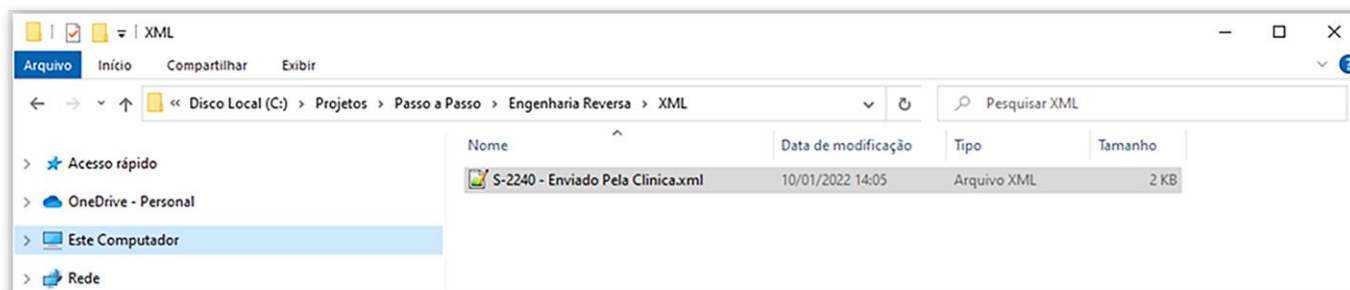 XML
Arquivo Início Compartilhar Exibir
« Disco Local (C:) › Projetos › Passo a Passo › Engenharia Reversa › XML Pesquisar XML
Nome Data de modificação Tipo Tamanho
Acesso rápido
S-2240 - Enviado Pela Clinica.xml 10/01/2022 14:05 Arquivo XML 2 KB
OneDrive - Personal
Este Computador
Rede